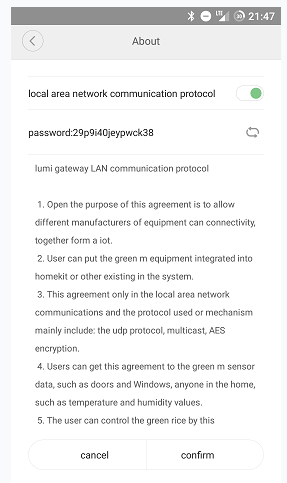 LTE 30 21:47
About
local area network communication protocol
password:29p9i40jeypwck38
lumi gateway LAN communication protocol
1. Open the purpose of this agreement is to allow
different manufacturers of equipment can connectivity,
together form a iot.
2. User can put the green m equipment integrated into
homekit or other existing in the system.
3. This agreement only in the local area network
communications and the protocol used or mechanism
mainly include: the udp protocol, multicast, AES
encryption.
4. Users can get this agreement to the green m sensor
data, such as doors and Windows, anyone in the home,
such as temperature and humidity values.
5. The user can control the green rice by this
cancel confirm